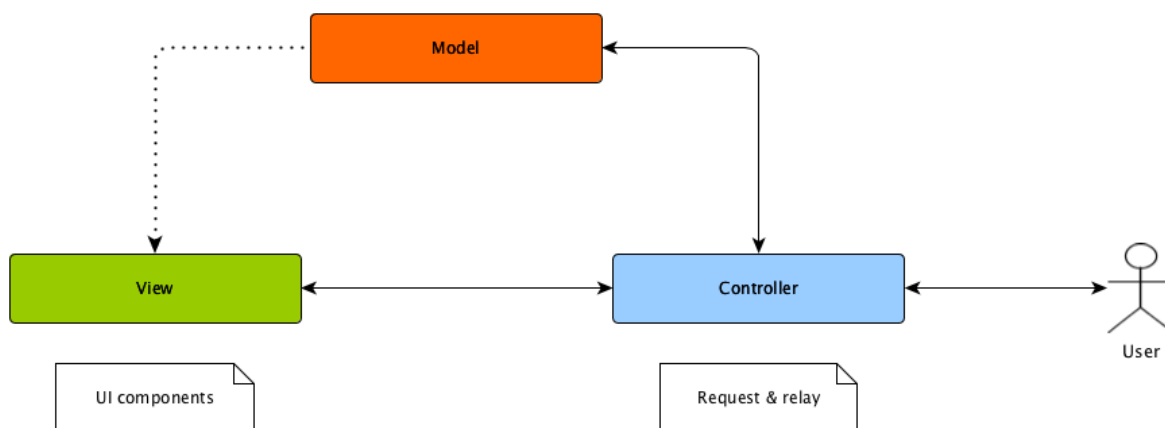 Model
View
Controller
User
UI components
Request & relay